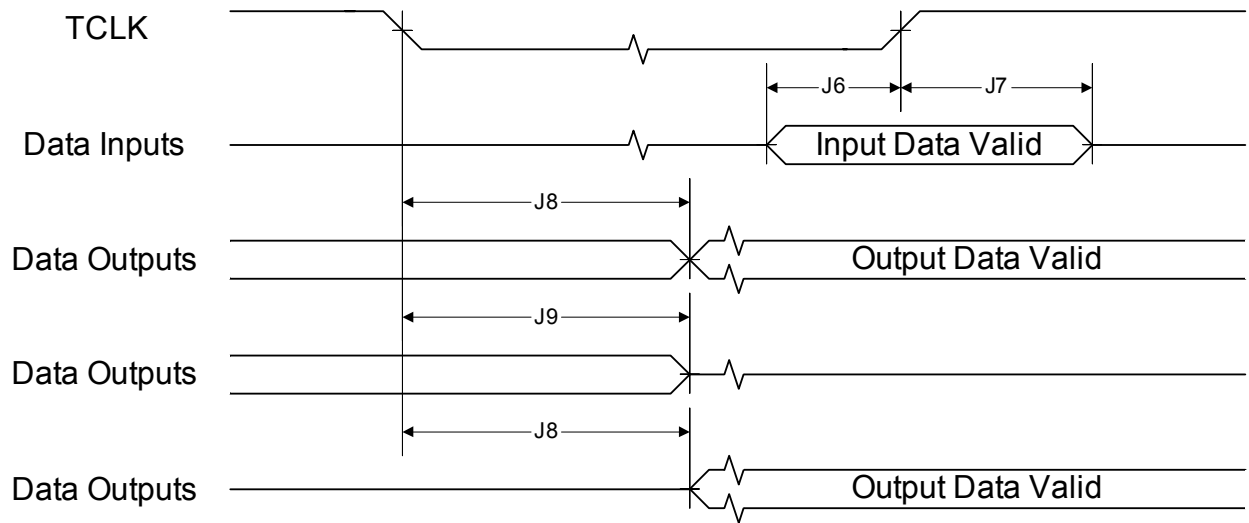 TCLK
J6 J7
Data Inputs Input Data Valid
J8
Data Outputs Output Data Valid
J9
Data Outputs
J8
Data Outputs Output Data Valid